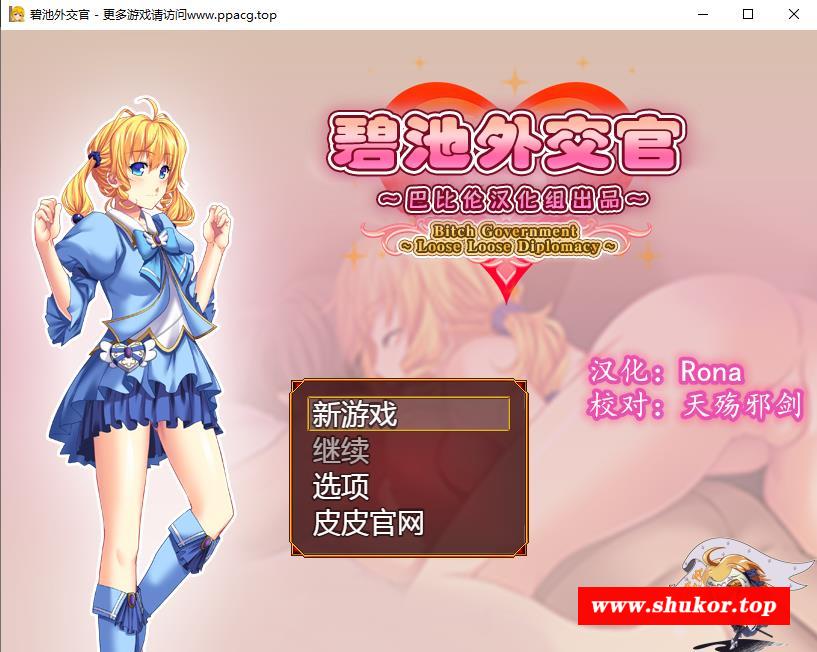 碧池外交官 - 更多游戏请访问www.ppacg.top
碧池外交官
～巴比伦汉化组出品～
Bitch Government
~ Loose Loose Diplomacy ~
汉化：Rona
校对：天殇邪剑
新游戏
继续
选项
皮皮官网
www.shukor.top